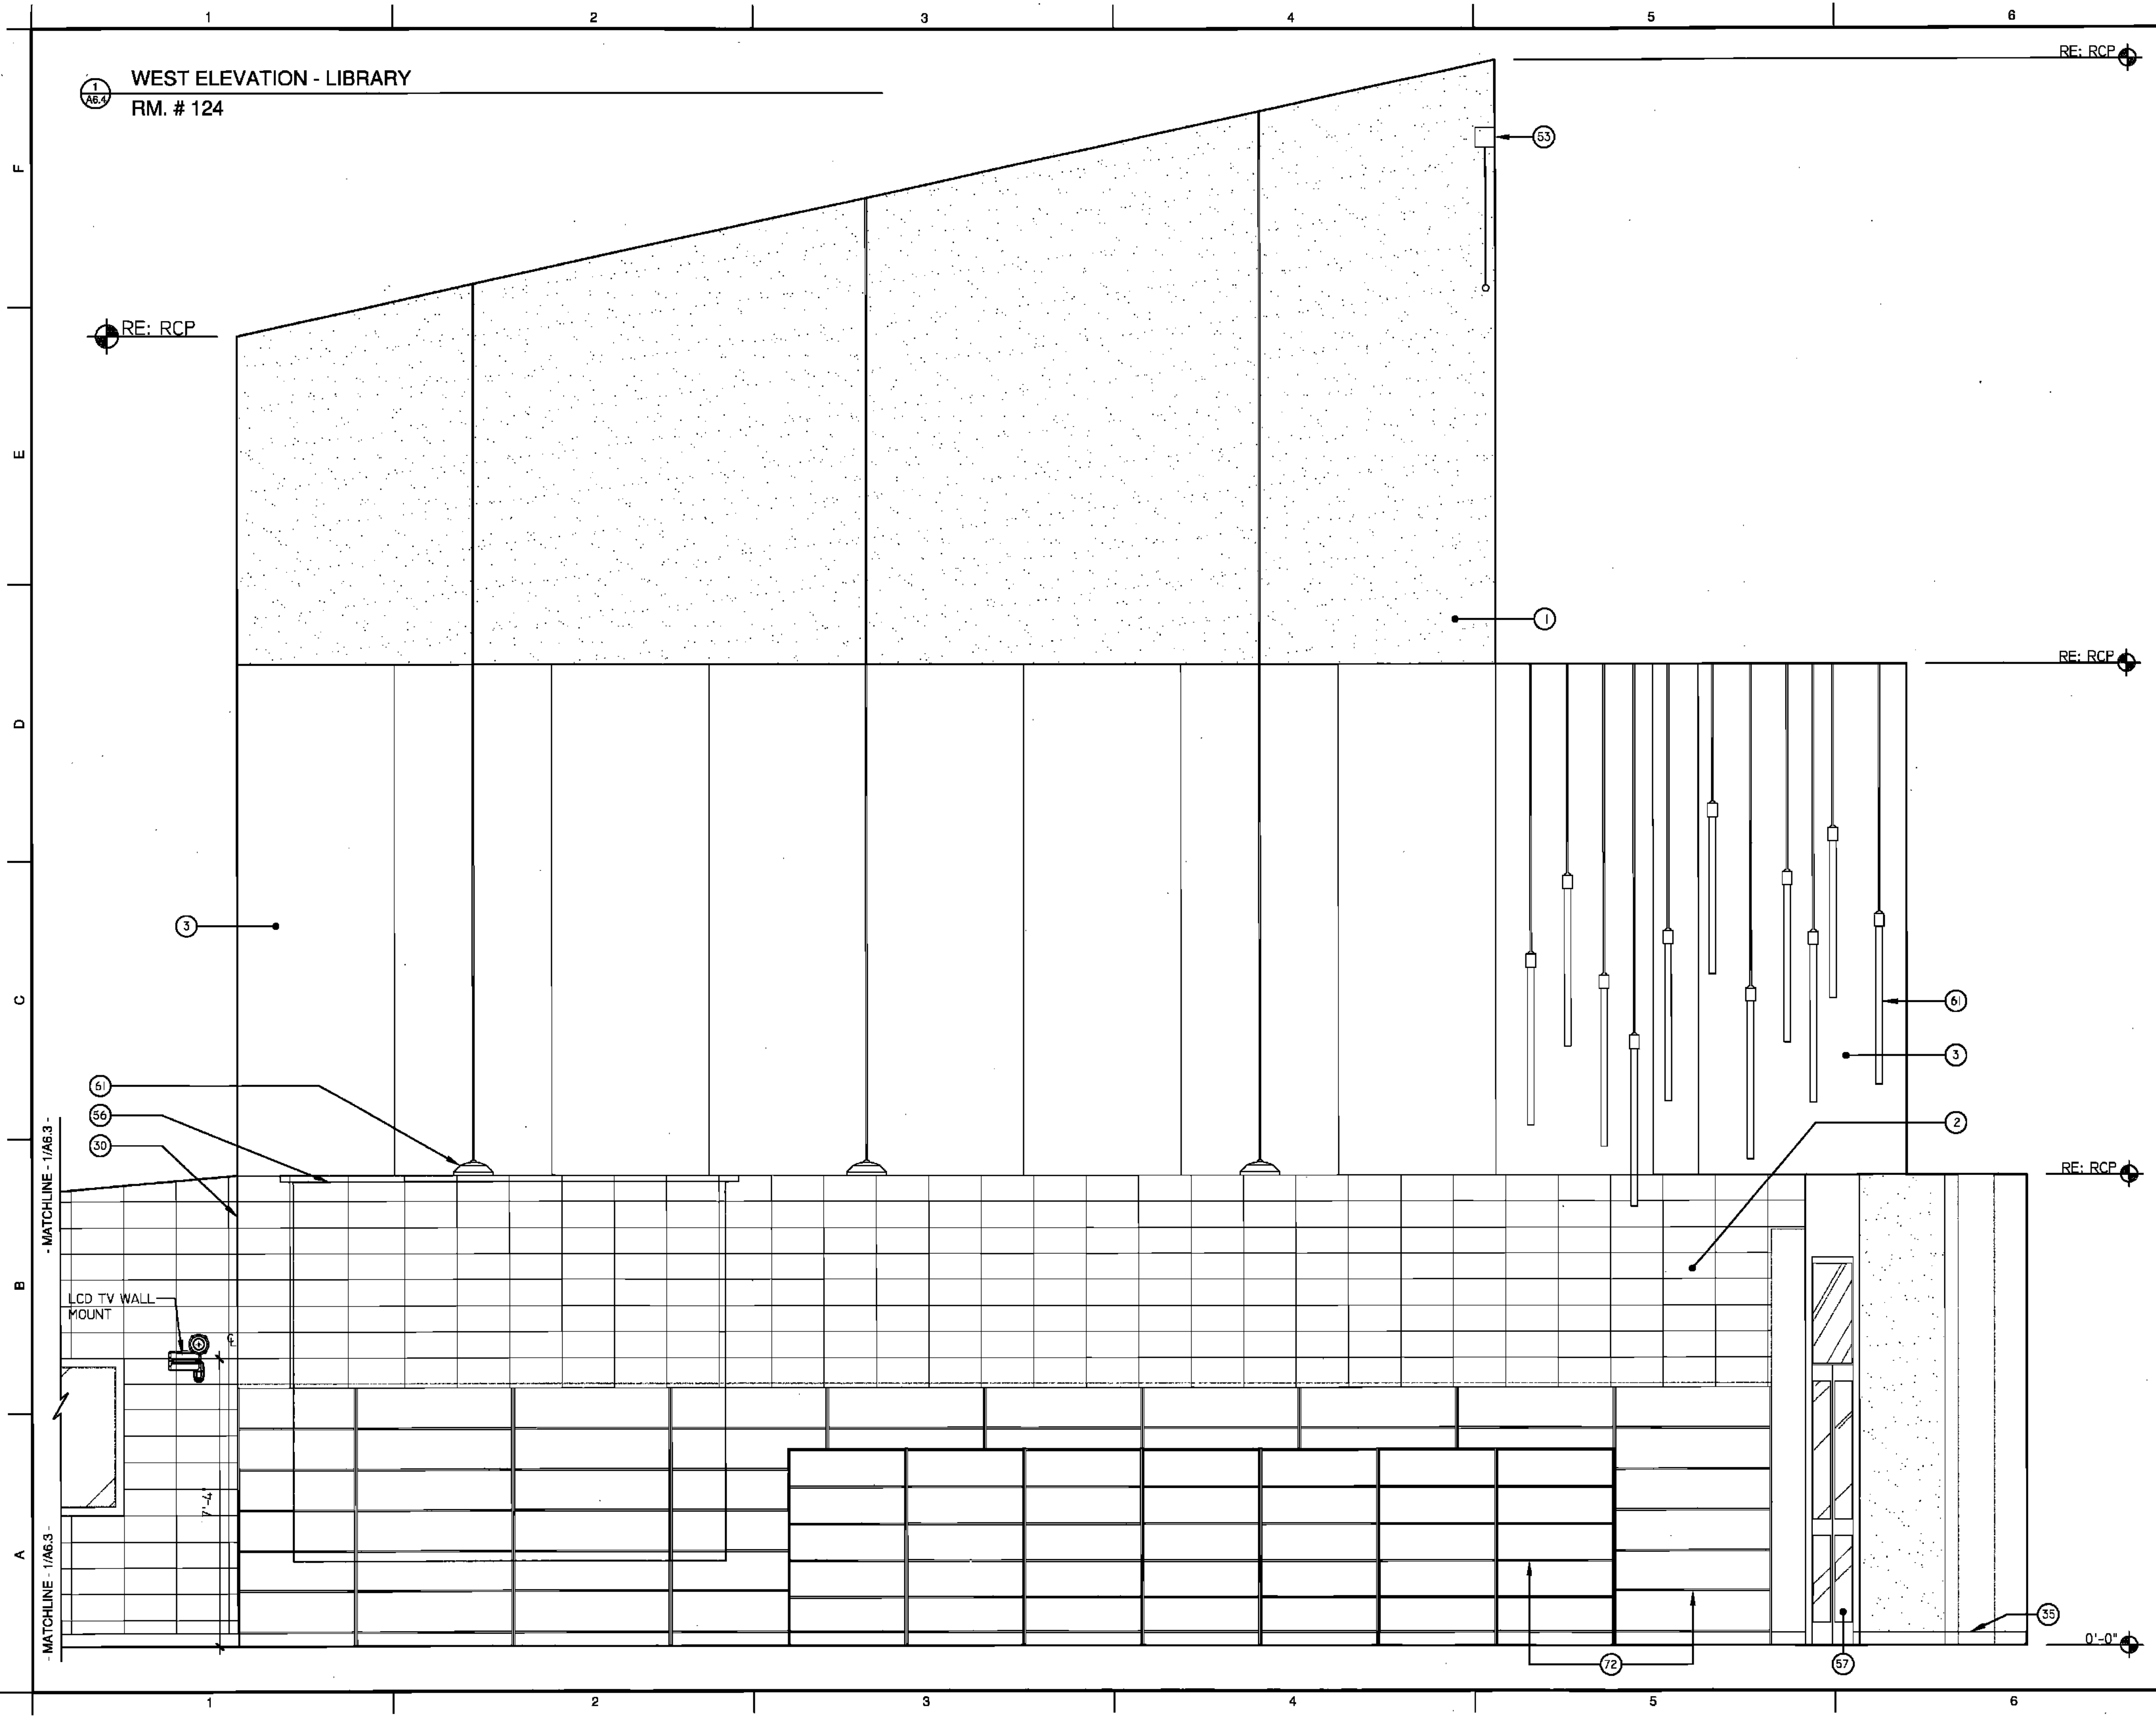 1 2 3 4 5 6
RE: RCP
1
A6.4
WEST ELEVATION - LIBRARY
RM. # 124
53
F
RE: RCP
E
1
RE: RCP
D
3
C
61
3
61
56
2
30
- MATCHLINE - 1/A6.3 -
RE: RCP
B
LCD TV WALL
MOUNT
℄
7'-4"
A
- MATCHLINE - 1/A6.3 -
35
0'-0"
72
57
1 2 3 4 5 6